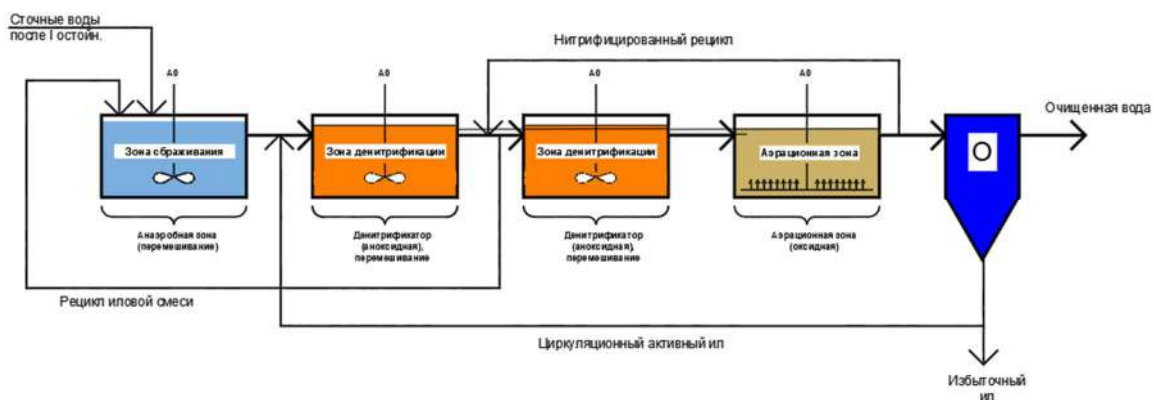 Сточные воды
после I остойн.
Нитрифицированный рецикл
А0
А0
А0
А0
Очищенная вода
Зона сбраживания
Зона денитрификации
Зона денитрификации
Аэрационная зона
О
Анаэробная зона
(перемешивание)
Денитрификатор
(аноксидная),
перемешивание
Денитрификатор
(аноксидная),
перемешивание
Аэрационная зона
(оксидная)
Рецикл иловой смеси
Циркуляционный активный ил
Избыточный
ил